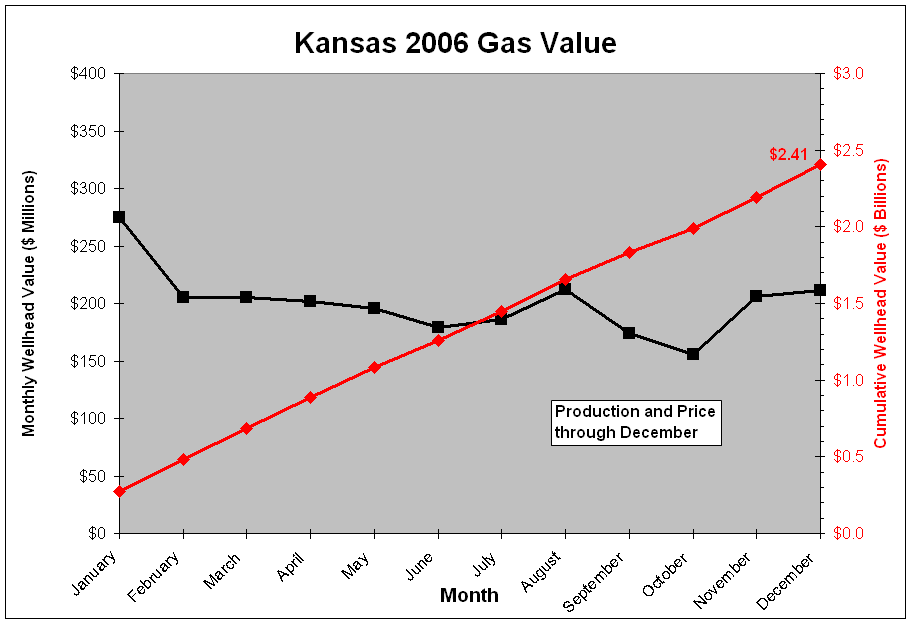 Kansas 2006 Gas Value
$400
$350
$300
$250
$200
$150
$100
$50
$0
Monthly Wellhead Value ($ Millions)
$3.0
$2.5
$2.0
$1.5
$1.0
$0.5
$0.0
Cumulative Wellhead Value ($ Billions)
$2.41
Production and Price
through December
January
February
March
April
May
June
July
August
September
October
November
December
Month